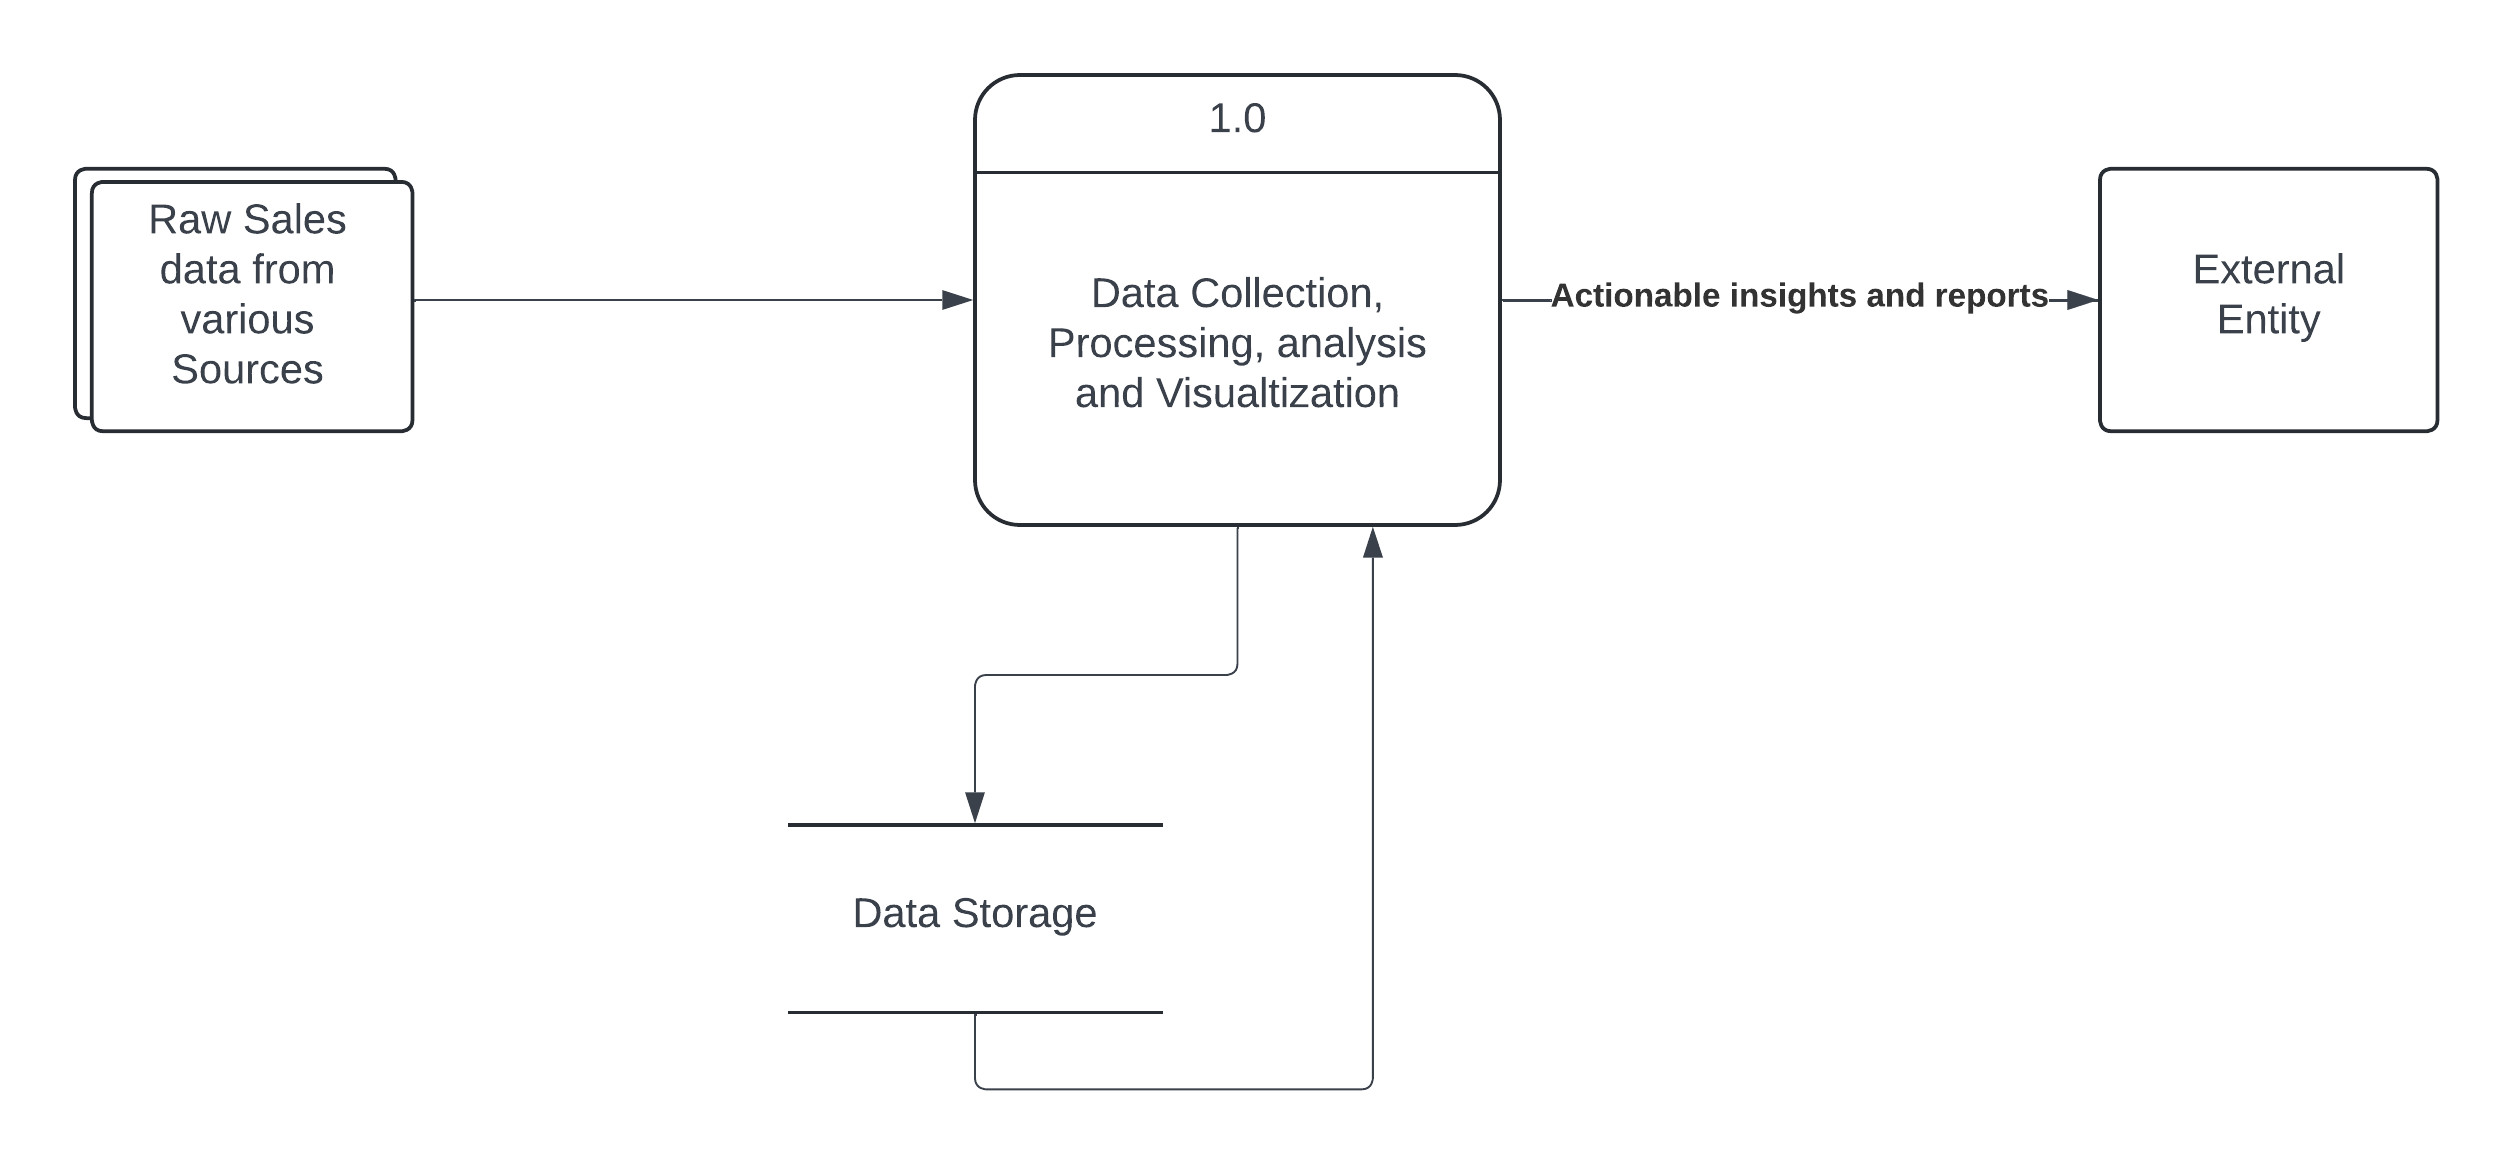 1.0
Raw Sales
data from
various
Sources
Data Collection,
Processing, analysis
and Visualtization
Actionable insights and reports
External
Entity
Data Storage